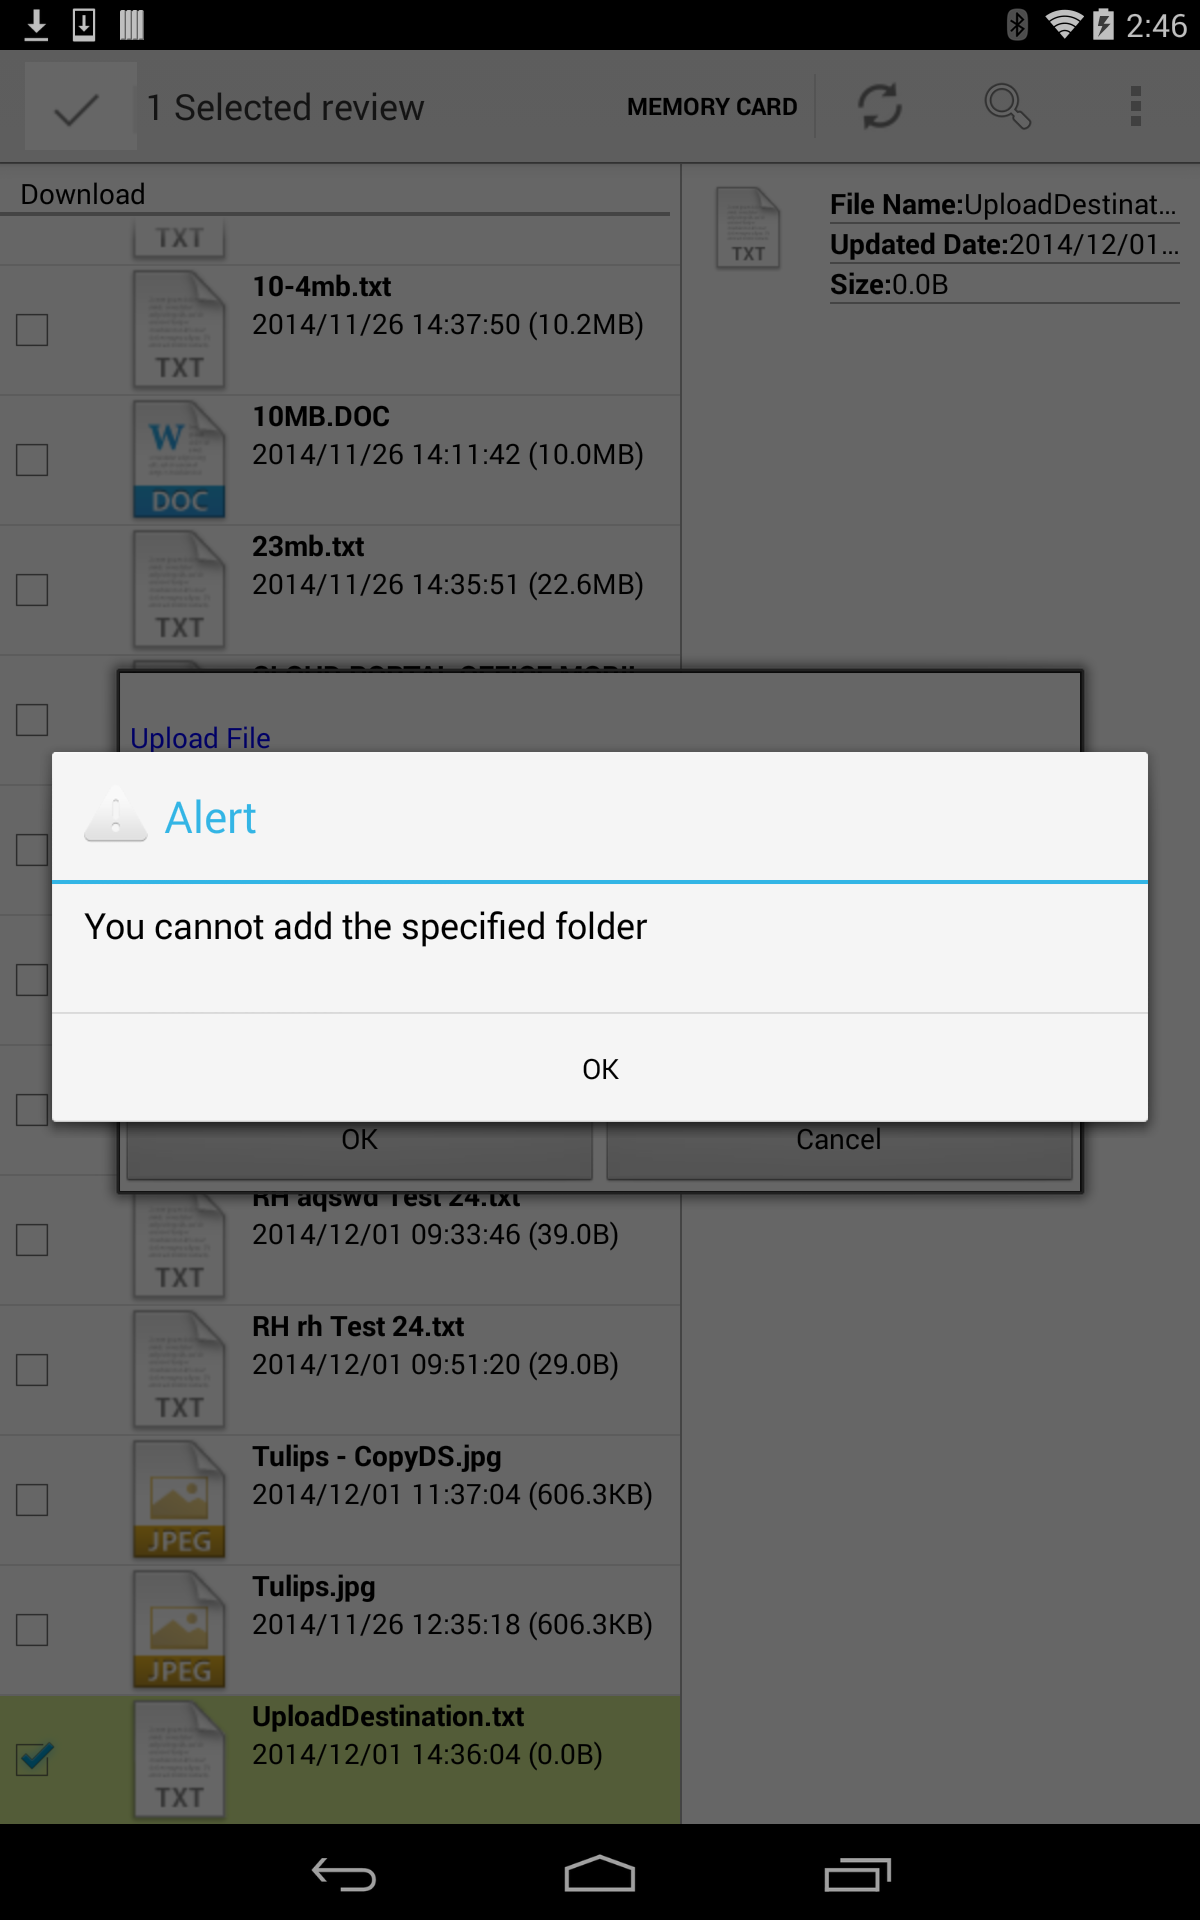 2:46
1 Selected review
MEMORY CARD
Download
TXT
10-4mb.txt
2014/11/26 14:37:50 (10.2MB)
TXT
10MB.DOC
2014/11/26 14:11:42 (10.0MB)
W
DOC
23mb.txt
2014/11/26 14:35:51 (22.6MB)
TXT
TXT
File Name:UploadDestinat...
Updated Date:2014/12/01...
Size:0.0B
Upload File
Alert
You cannot add the specified folder
OK
OK
Cancel
RH aqswd Test 24.txt
2014/12/01 09:33:46 (39.0B)
TXT
RH rh Test 24.txt
2014/12/01 09:51:20 (29.0B)
TXT
Tulips - CopyDS.jpg
2014/12/01 11:37:04 (606.3KB)
JPEG
Tulips.jpg
2014/11/26 12:35:18 (606.3KB)
JPEG
UploadDestination.txt
2014/12/01 14:36:04 (0.0B)
TXT